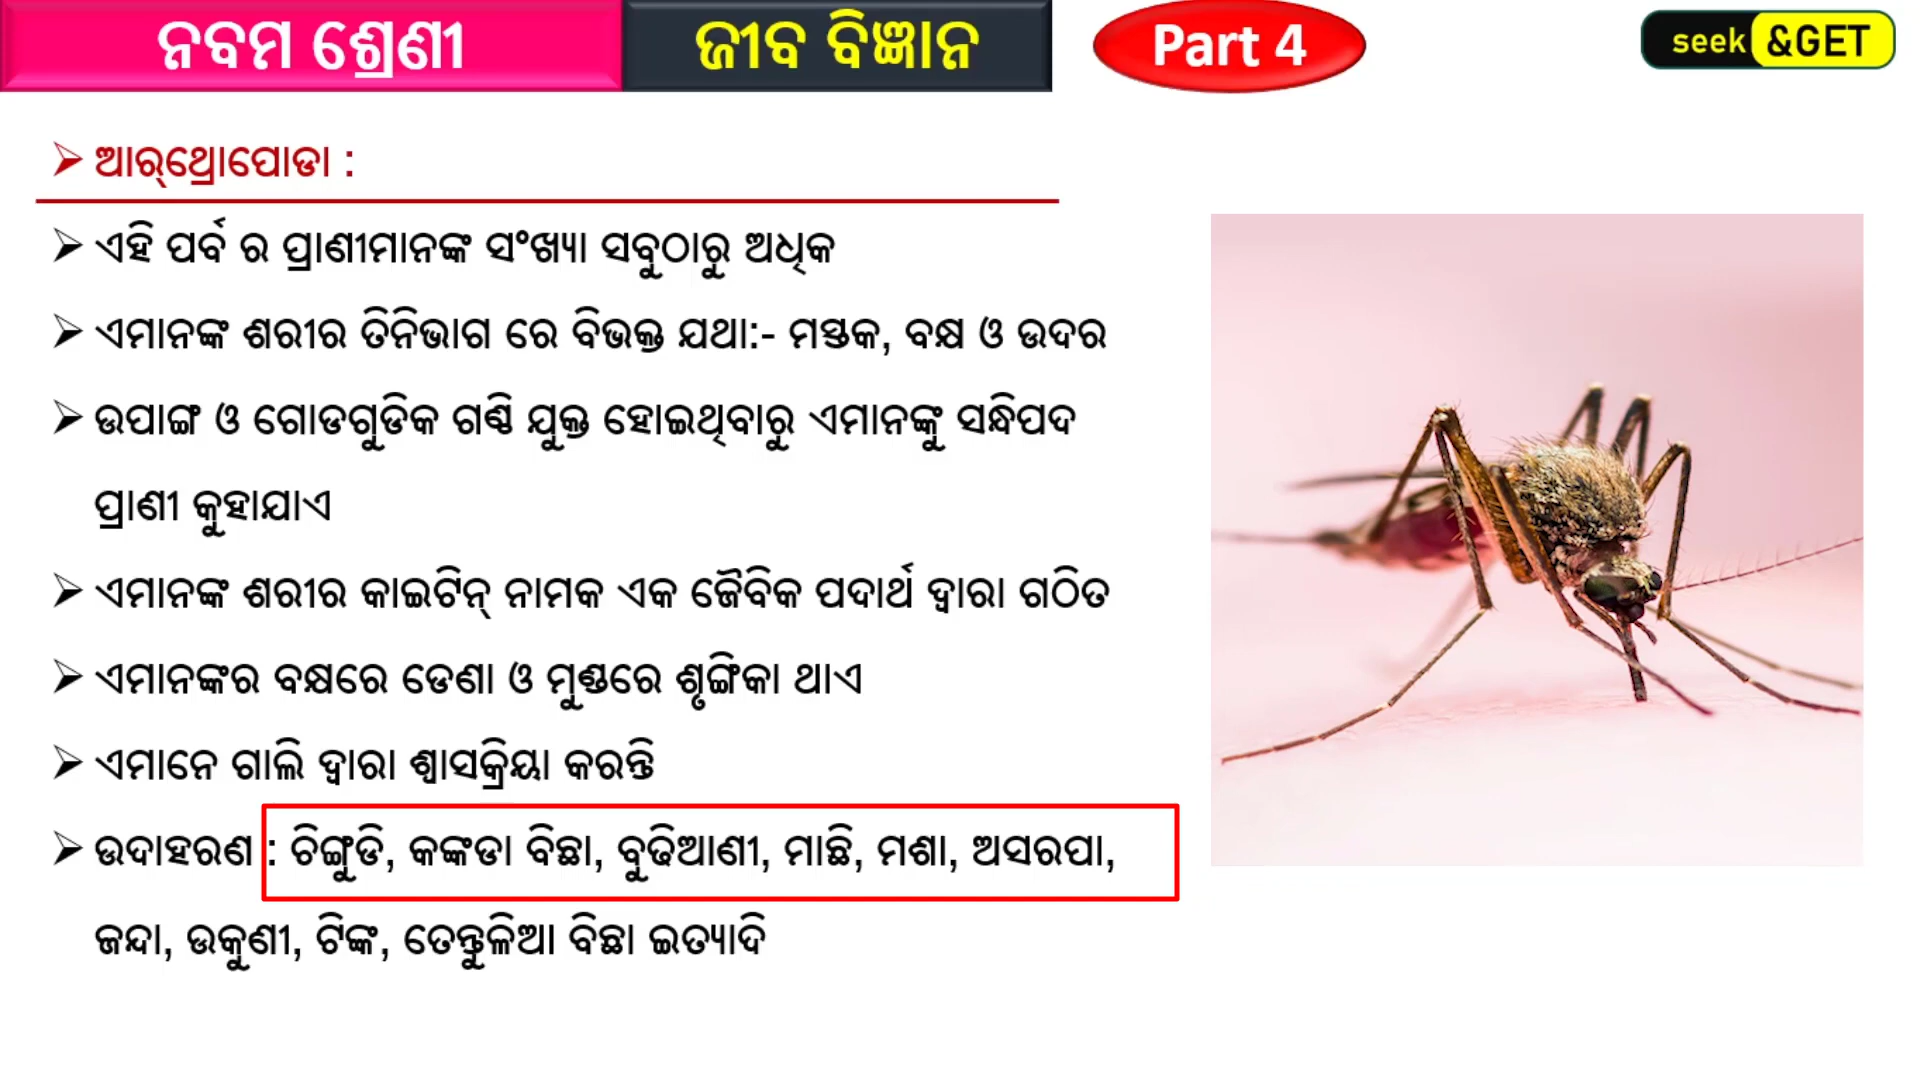 ନବମ ଶ୍ରେଣୀ
ଜୀବ ବିଜ୍ଞାନ
Part 4
seek &GET
➢ ଆର୍‌ଥ୍ରୋପୋଡା :
➢ ଏହି ପର୍ବ ର ପ୍ରାଣୀମାନଙ୍କ ସଂଖ୍ୟା ସବୁଠାରୁ ଅଧିକ
➢ ଏମାନଙ୍କ ଶରୀର ତିନିଭାଗ ରେ ବିଭକ୍ତ ଯଥା:- ମସ୍ତକ, ବକ୍ଷ ଓ ଉଦର
➢ ଉପାଙ୍ଗ ଓ ଗୋଡଗୁଡିକ ଗଣ୍ଠି ଯୁକ୍ତ ହୋଇଥିବାରୁ ଏମାନଙ୍କୁ ସନ୍ଧିପଦ
ପ୍ରାଣୀ କୁହାଯାଏ
➢ ଏମାନଙ୍କ ଶରୀର କାଇଟିନ୍ ନାମକ ଏକ ଜୈବିକ ପଦାର୍ଥ ଦ୍ୱାରା ଗଠିତ
➢ ଏମାନଙ୍କର ବକ୍ଷରେ ଡେଣା ଓ ମୁଣ୍ଡରେ ଶୃଙ୍ଗିକା ଥାଏ
➢ ଏମାନେ ଗାଲି ଦ୍ୱାରା ଶ୍ୱାସକ୍ରିୟା କରନ୍ତି
➢ ଉଦାହରଣ : ଚିଙ୍ଗୁଡି, କଙ୍କଡା ବିଛା, ବୁଢିଆଣୀ, ମାଛି, ମଶା, ଅସରପା,
ଜନ୍ଦା, ଉକୁଣୀ, ଟିଙ୍କ, ତେନ୍ତୁଳିଆ ବିଛା ଇତ୍ୟାଦି